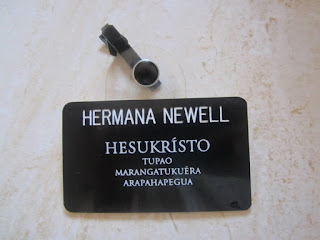 HERMANA NEWELL
HESUKRÍSTO
TUPAO
MARANGATUKUÉRA
ARAPAHAPEGUA